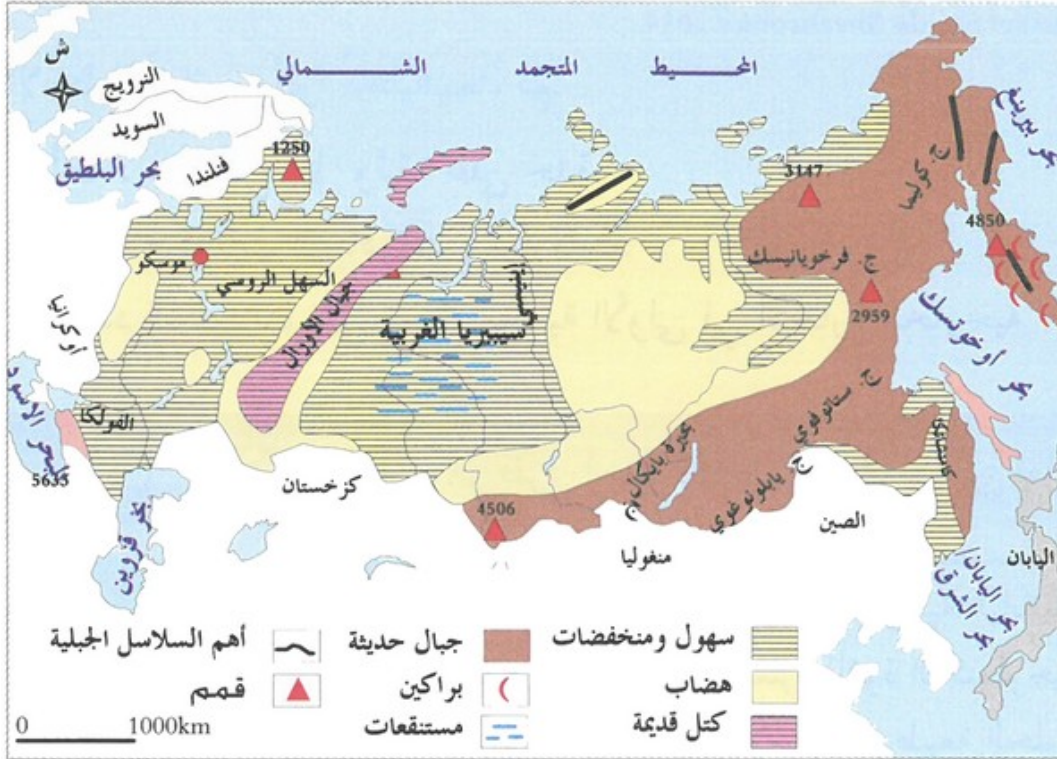 ش
المحيط المتجمد الشمالي
النرويج
السويد
فنلندا
بحر البلطيق
1250
3147
بحر بيرينغ
ج. كوليما
4850
موسكو
السهل الروسي
جبال الأورال
سيبيريا الغربية
ج. فرخويانيسك
2959
بحر أوخوتسك
أوكرانيا
البحر الأسود
5633
الفولكا
بحر قزوين
كزخستان
4506
بحيرة بايكال
ج. ستانوفوي
ج. يابلونوغوي
منغوليا
الصين
اليابان
بحر اليابان/
بحر الشرق
أهم السلاسل الجبلية
جبال حديثة
سهول ومنخفضات
قمم
براكين
هضاب
مستنقعات
كتل قديمة
0 1000km